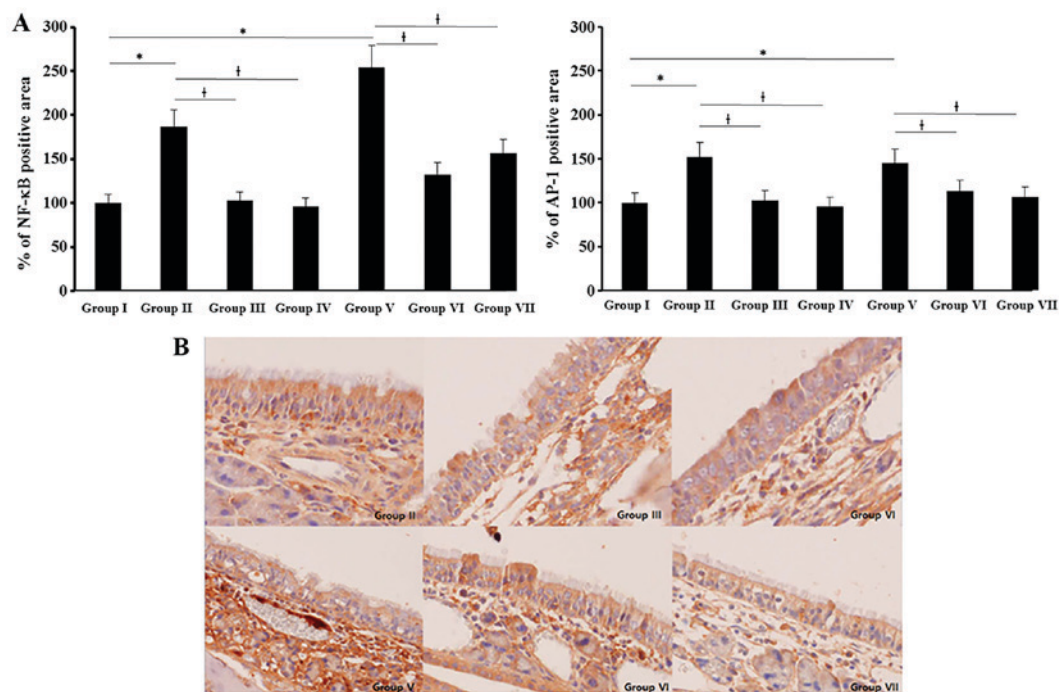 A
% of NF-κB positive area
300
250
200
150
100
50
0
*
*
ƚ
ƚ
ƚ
ƚ
Group I Group II Group III Group IV Group V Group VI Group VII
% of AP-1 positive area
300
250
200
150
100
50
0
*
*
ƚ
ƚ
ƚ
ƚ
Group I Group II Group III Group IV Group V Group VI Group VII
B
Group II
Group III
Group VI
Group V
Group VI
Group VII